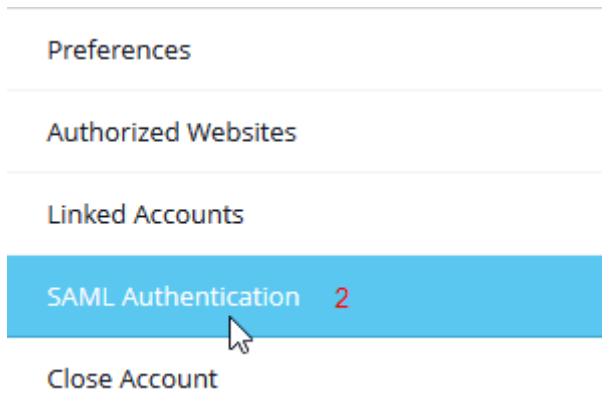 Preferences
Authorized Websites
Linked Accounts
SAML Authentication 2
Close Account